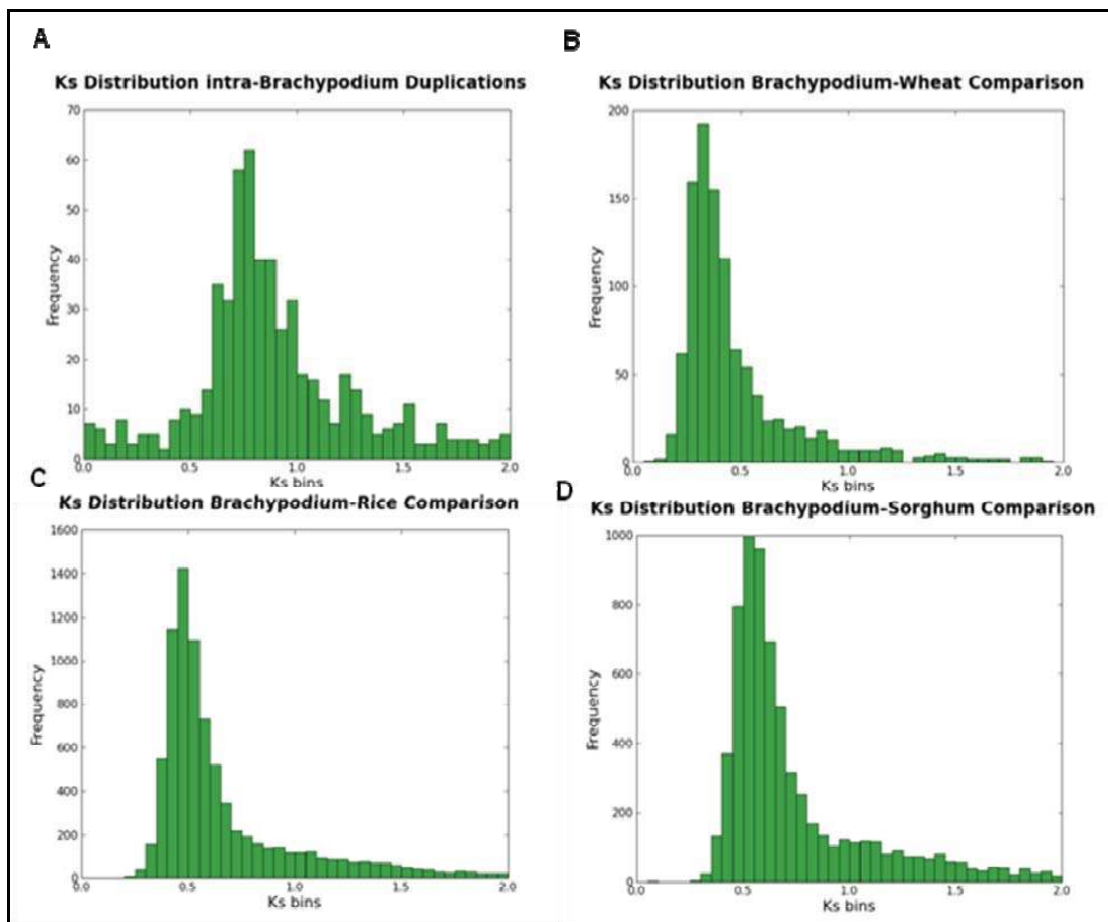 A
Ks Distribution intra-Brachypodium Duplications
70
60
50
40
30
20
10
0
Frequency
0.0 0.5 1.0 1.5 2.0
Ks bins
B
Ks Distribution Brachypodium-Wheat Comparison
200
150
100
50
0
Frequency
0.0 0.5 1.0 1.5 2.0
Ks bins
C
Ks Distribution Brachypodium-Rice Comparison
1600
1400
1200
1000
800
600
400
200
0
Frequency
0.0 0.5 1.0 1.5 2.0
Ks bins
D
Ks Distribution Brachypodium-Sorghum Comparison
1000
800
600
400
200
0
Frequency
0.0 0.5 1.0 1.5 2.0
Ks bins